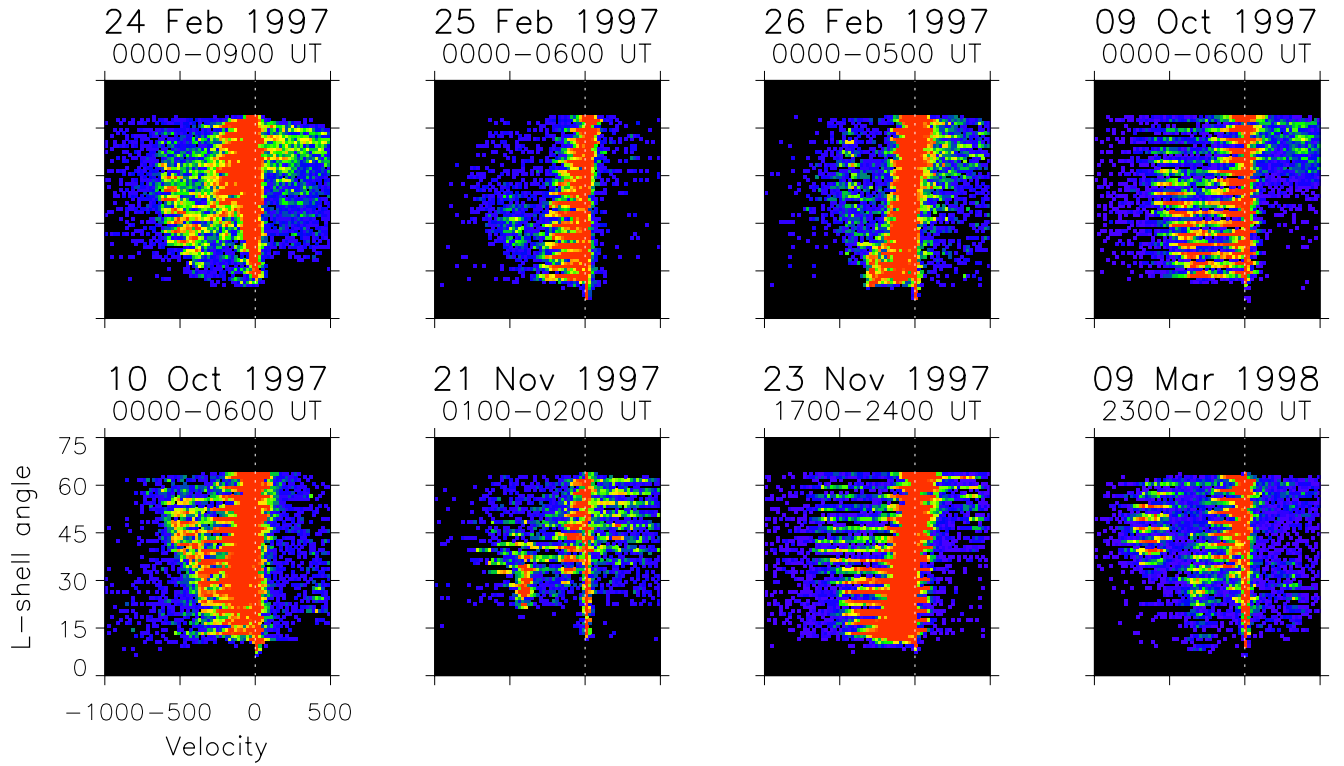 24 Feb 1997
0000-0900 UT
25 Feb 1997
0000-0600 UT
26 Feb 1997
0000-0500 UT
09 Oct 1997
0000-0600 UT
10 Oct 1997
0000-0600 UT
21 Nov 1997
0100-0200 UT
23 Nov 1997
1700-2400 UT
09 Mar 1998
2300-0200 UT
L-shell angle
75
60
45
30
15
0
-1000 -500 0 500
Velocity